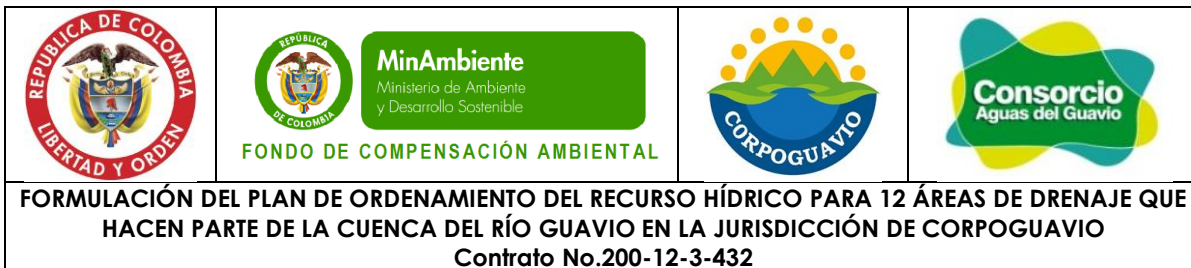 REPUBLICA DE COLOMBIA
LIBERTAD Y ORDEN
REPÚBLICA
DE COLOMBIA
MinAmbiente
Ministerio de Ambiente
y Desarrollo Sostenible
FONDO DE COMPENSACIÓN AMBIENTAL
CORPOGUAVIO
Consorcio
Aguas del Guavio
FORMULACIÓN DEL PLAN DE ORDENAMIENTO DEL RECURSO HÍDRICO PARA 12 ÁREAS DE DRENAJE QUE
HACEN PARTE DE LA CUENCA DEL RÍO GUAVIO EN LA JURISDICCIÓN DE CORPOGUAVIO
Contrato No.200-12-3-432